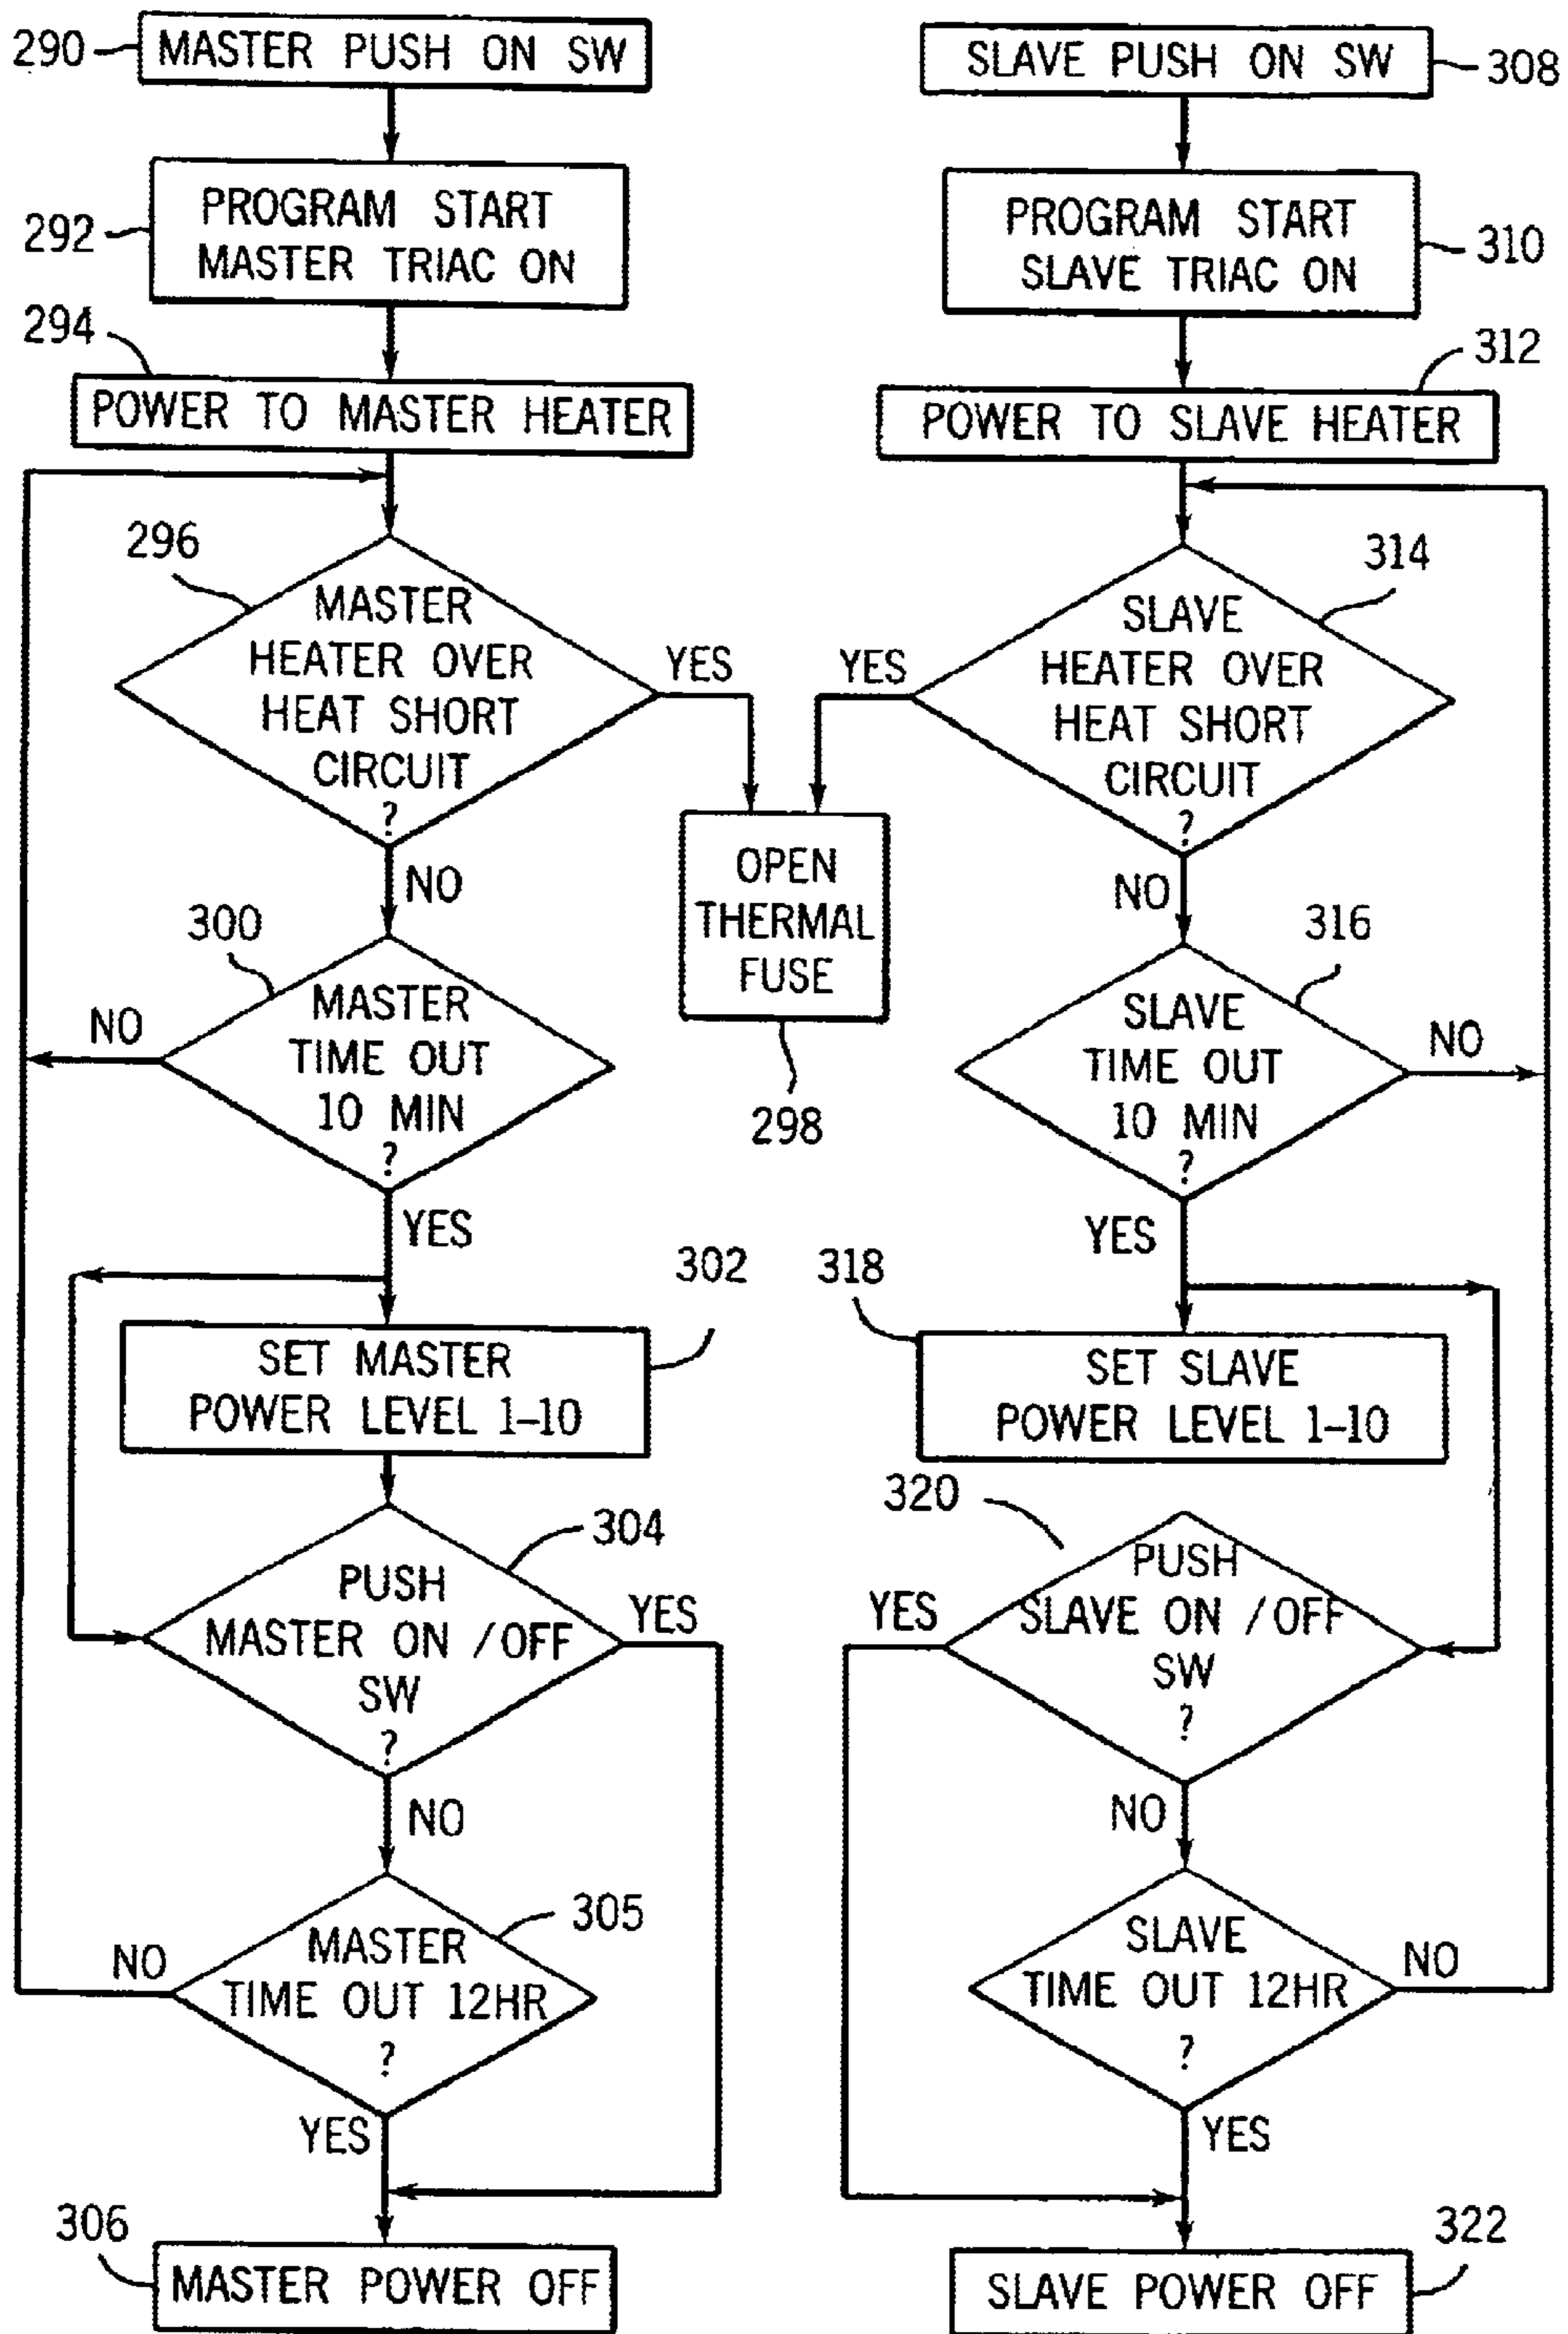 290
MASTER PUSH ON SW
292
PROGRAM START
MASTER TRIAC ON
294
POWER TO MASTER HEATER
296
MASTER
HEATER OVER
HEAT SHORT
CIRCUIT
?
YES
NO
300
MASTER
TIME OUT
10 MIN
?
NO
YES
302
SET MASTER
POWER LEVEL 1–10
304
PUSH
MASTER ON /OFF
SW
?
YES
NO
305
MASTER
TIME OUT 12HR
?
NO
YES
306
MASTER POWER OFF
OPEN
THERMAL
FUSE
298
SLAVE PUSH ON SW
308
PROGRAM START
SLAVE TRIAC ON
310
312
POWER TO SLAVE HEATER
314
SLAVE
HEATER OVER
HEAT SHORT
CIRCUIT
?
YES
NO
316
SLAVE
TIME OUT
10 MIN
?
NO
YES
318
SET SLAVE
POWER LEVEL 1–10
320
PUSH
SLAVE ON /OFF
SW
?
YES
NO
SLAVE
TIME OUT 12HR
?
NO
YES
322
SLAVE POWER OFF